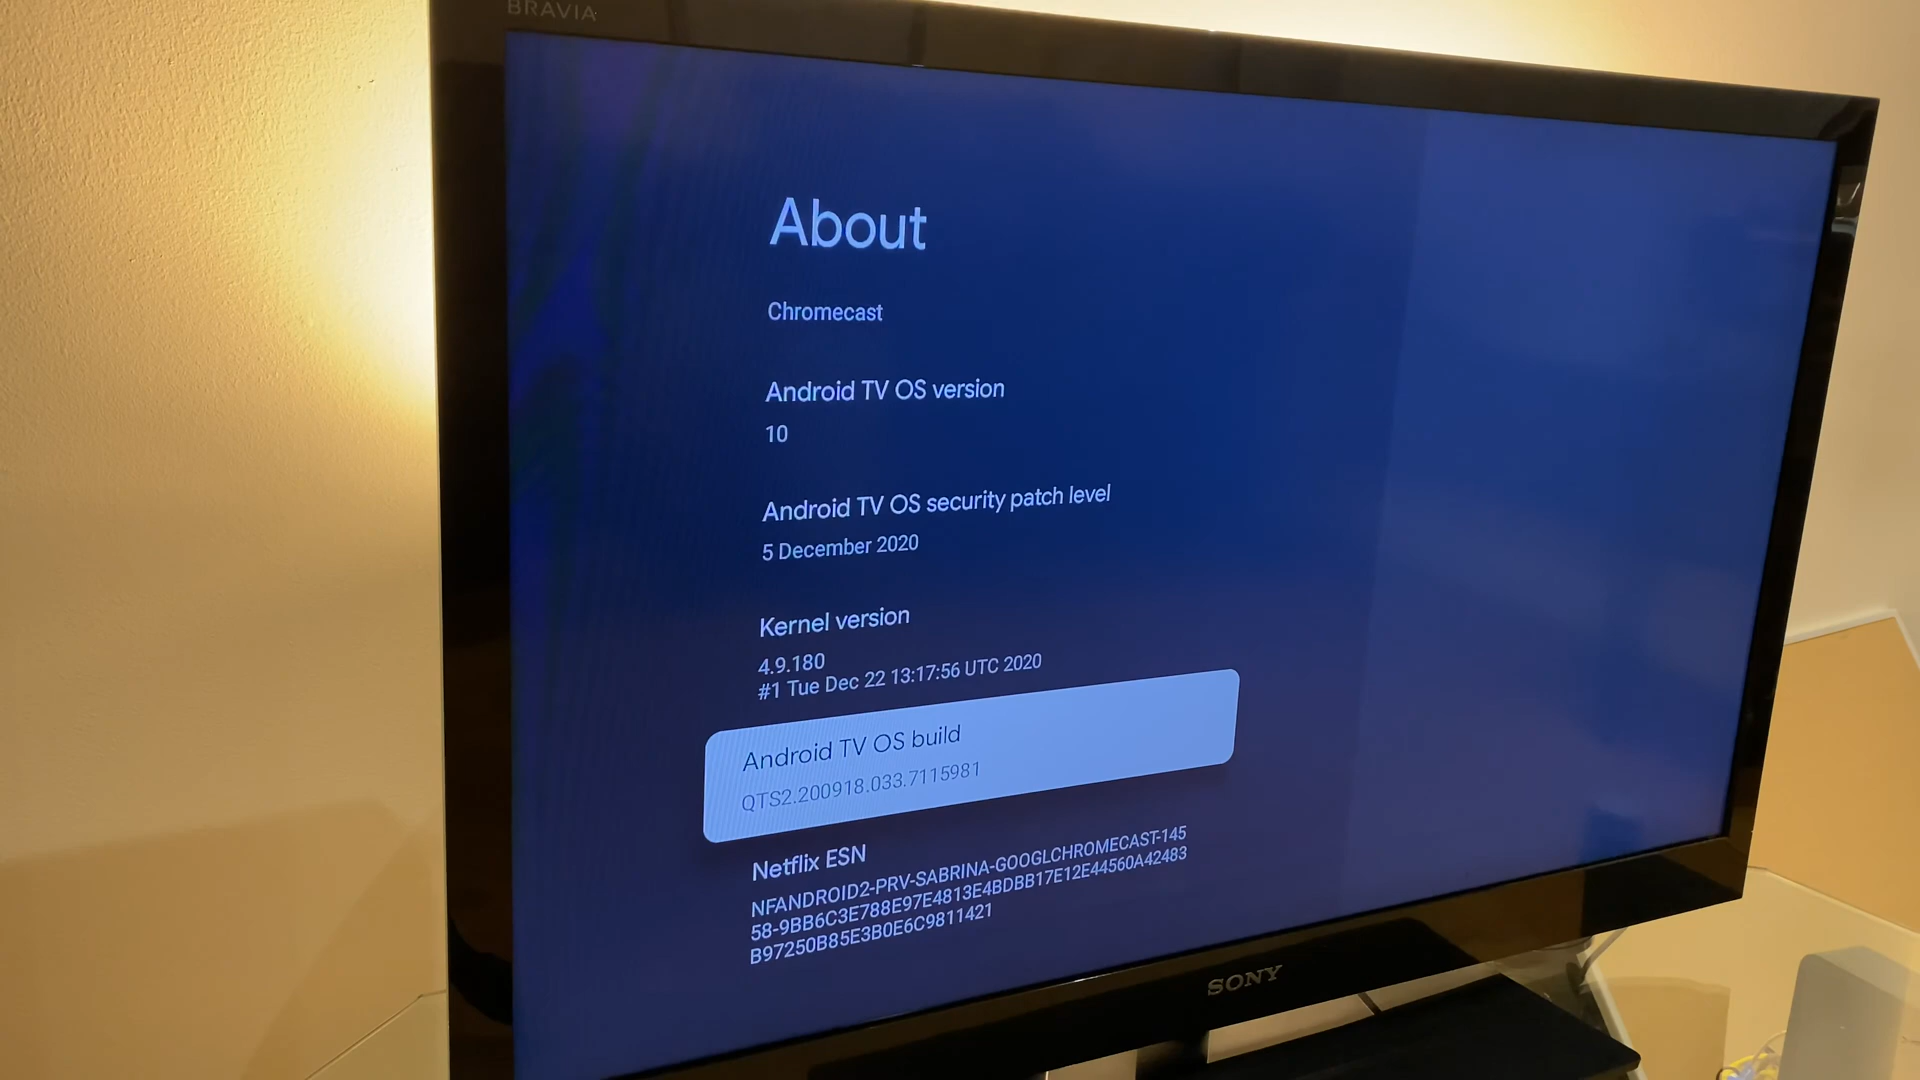 BRAVIA
About
Chromecast
Android TV OS version
10
Android TV OS security patch level
5 December 2020
Kernel version
4.9.180
#1 Tue Dec 22 13:17:56 UTC 2020
Android TV OS build
QTS2.200918.033.7115981
Netflix ESN
NFANDROID2-PRV-SABRINA-GOOGLCHROMECAST-145
58-9BB6C3E788E97E4813E4BDBB17E12E44560A42483
B97250B85E3B0E6C9811421
SONY